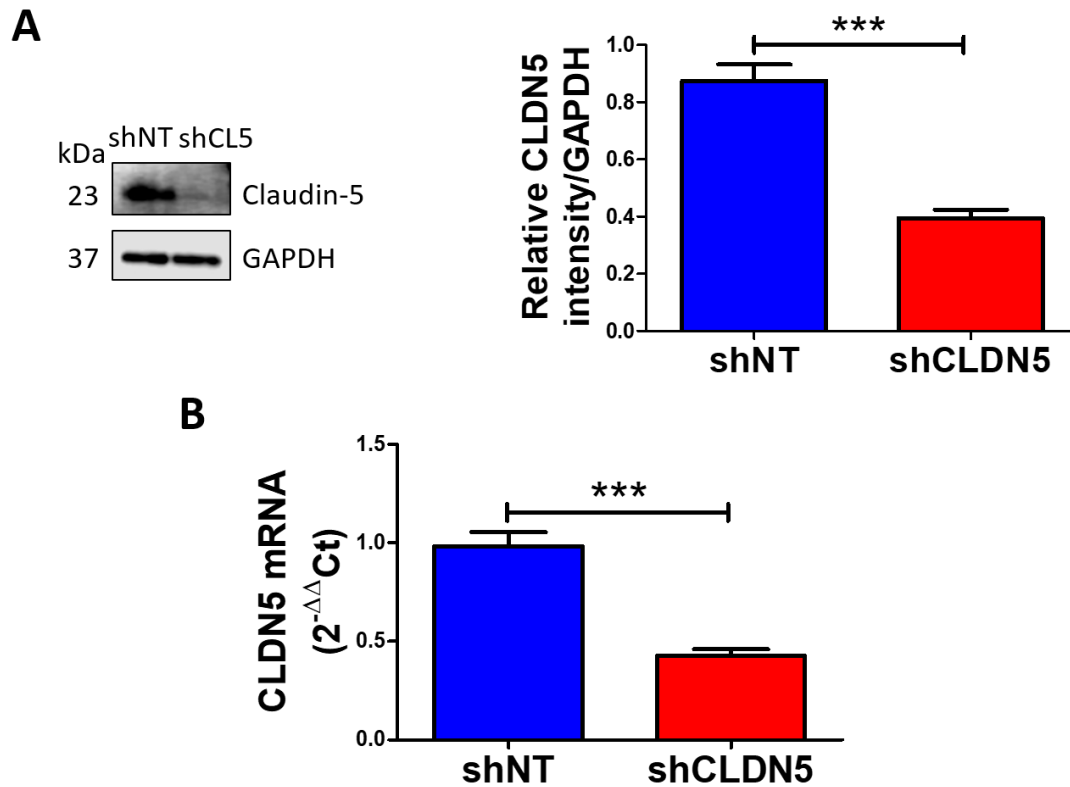 A
shNT shCL5
kDa
23
Claudin-5
37
GAPDH
Relative CLDN5
intensity/GAPDH
1.0
0.8
0.6
0.4
0.2
0.0
***
shNT
shCLDN5
B
CLDN5 mRNA
(2-ΔΔCt)
1.5
1.0
0.5
0.0
***
shNT
shCLDN5